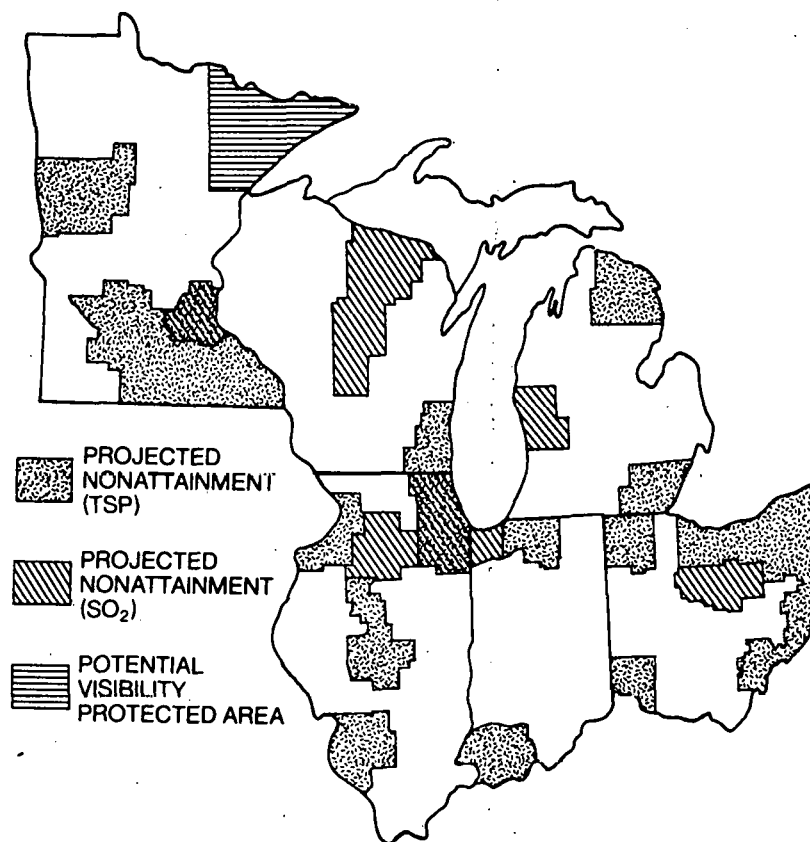 PROJECTED
NONATTAINMENT
(TSP)
PROJECTED
NONATTAINMENT
(SO₂)
POTENTIAL
VISIBILITY
PROTECTED AREA